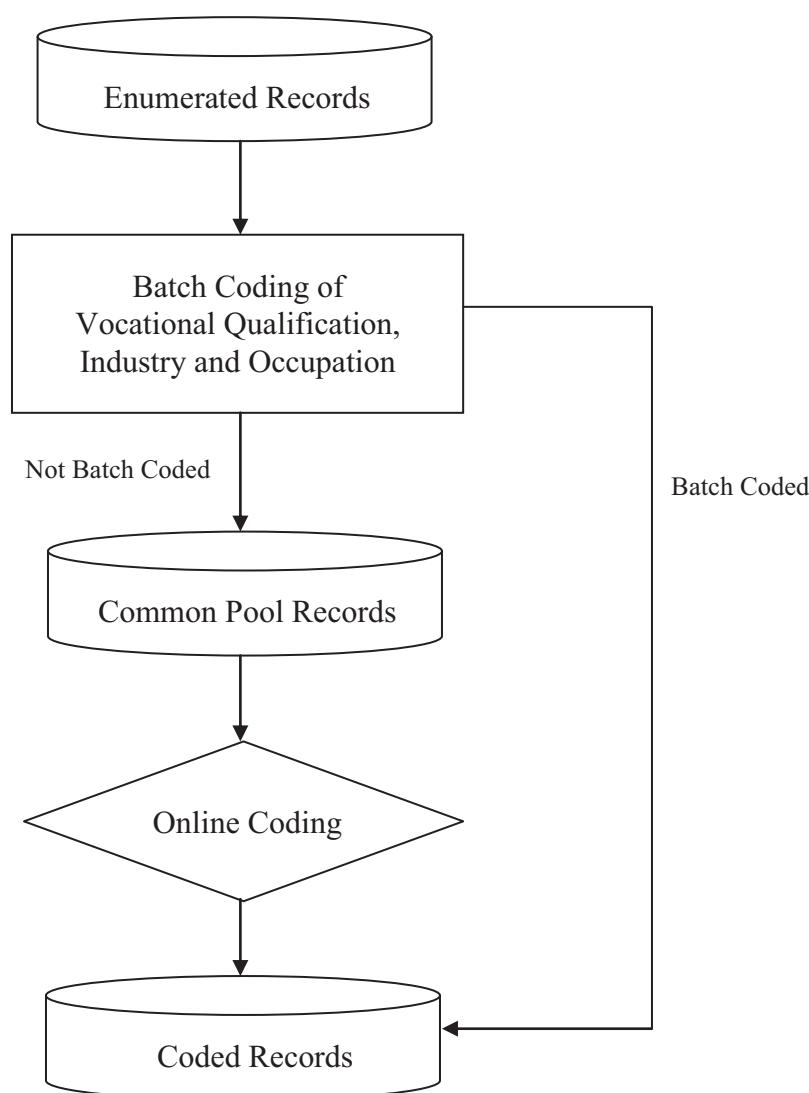 Enumerated Records
Batch Coding of
Vocational Qualification,
Industry and Occupation
Not Batch Coded
Batch Coded
Common Pool Records
Online Coding
Coded Records